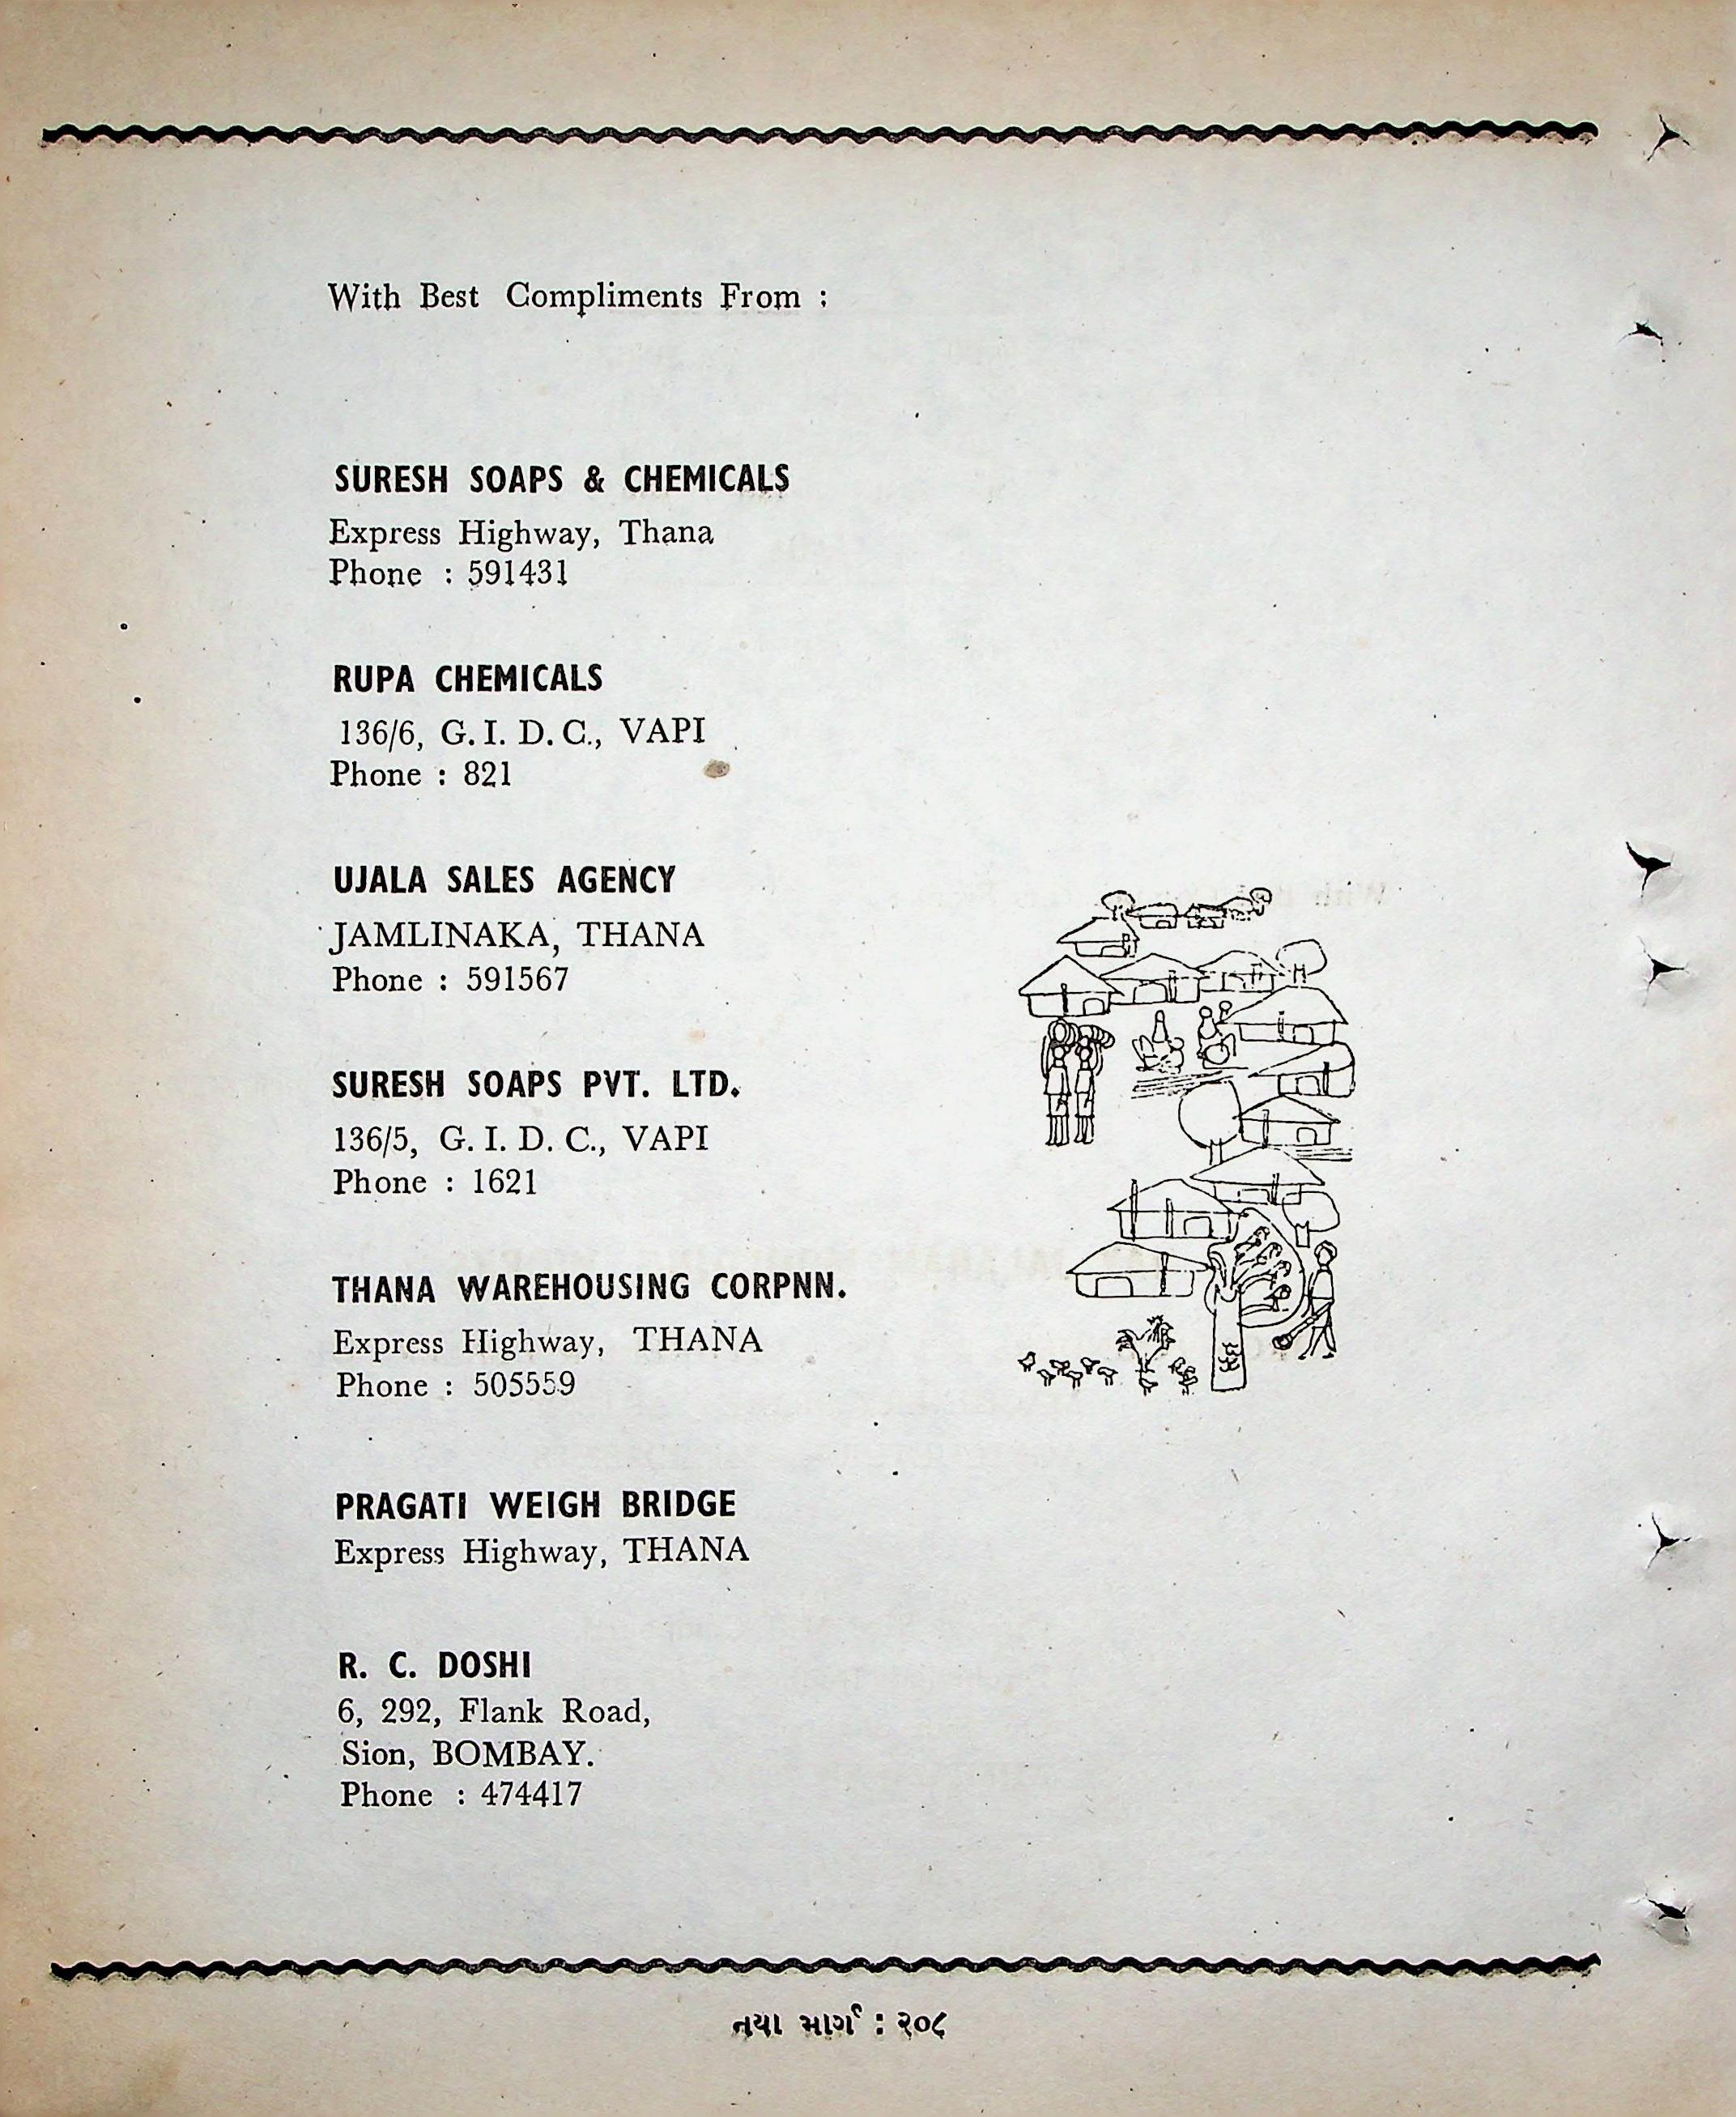 With Best Compliments From :
SURESH SOAPS & CHEMICALS
Express Highway, Thana
Phone : 591431
RUPA CHEMICALS
136/6, G. I. D. C., VAPI
Phone : 821
UJALA SALES AGENCY
JAMLINAKA, THANA
Phone : 591567
SURESH SOAPS PVT. LTD.
136/5, G. I. D. C., VAPI
Phone : 1621
THANA WAREHOUSING CORPNN.
Express Highway, THANA
Phone : 505559
PRAGATI WEIGH BRIDGE
Express Highway, THANA
R. C. DOSHI
6, 292, Flank Road,
Sion, BOMBAY.
Phone : 474417
નયા માર્ગ : ૨૦૮